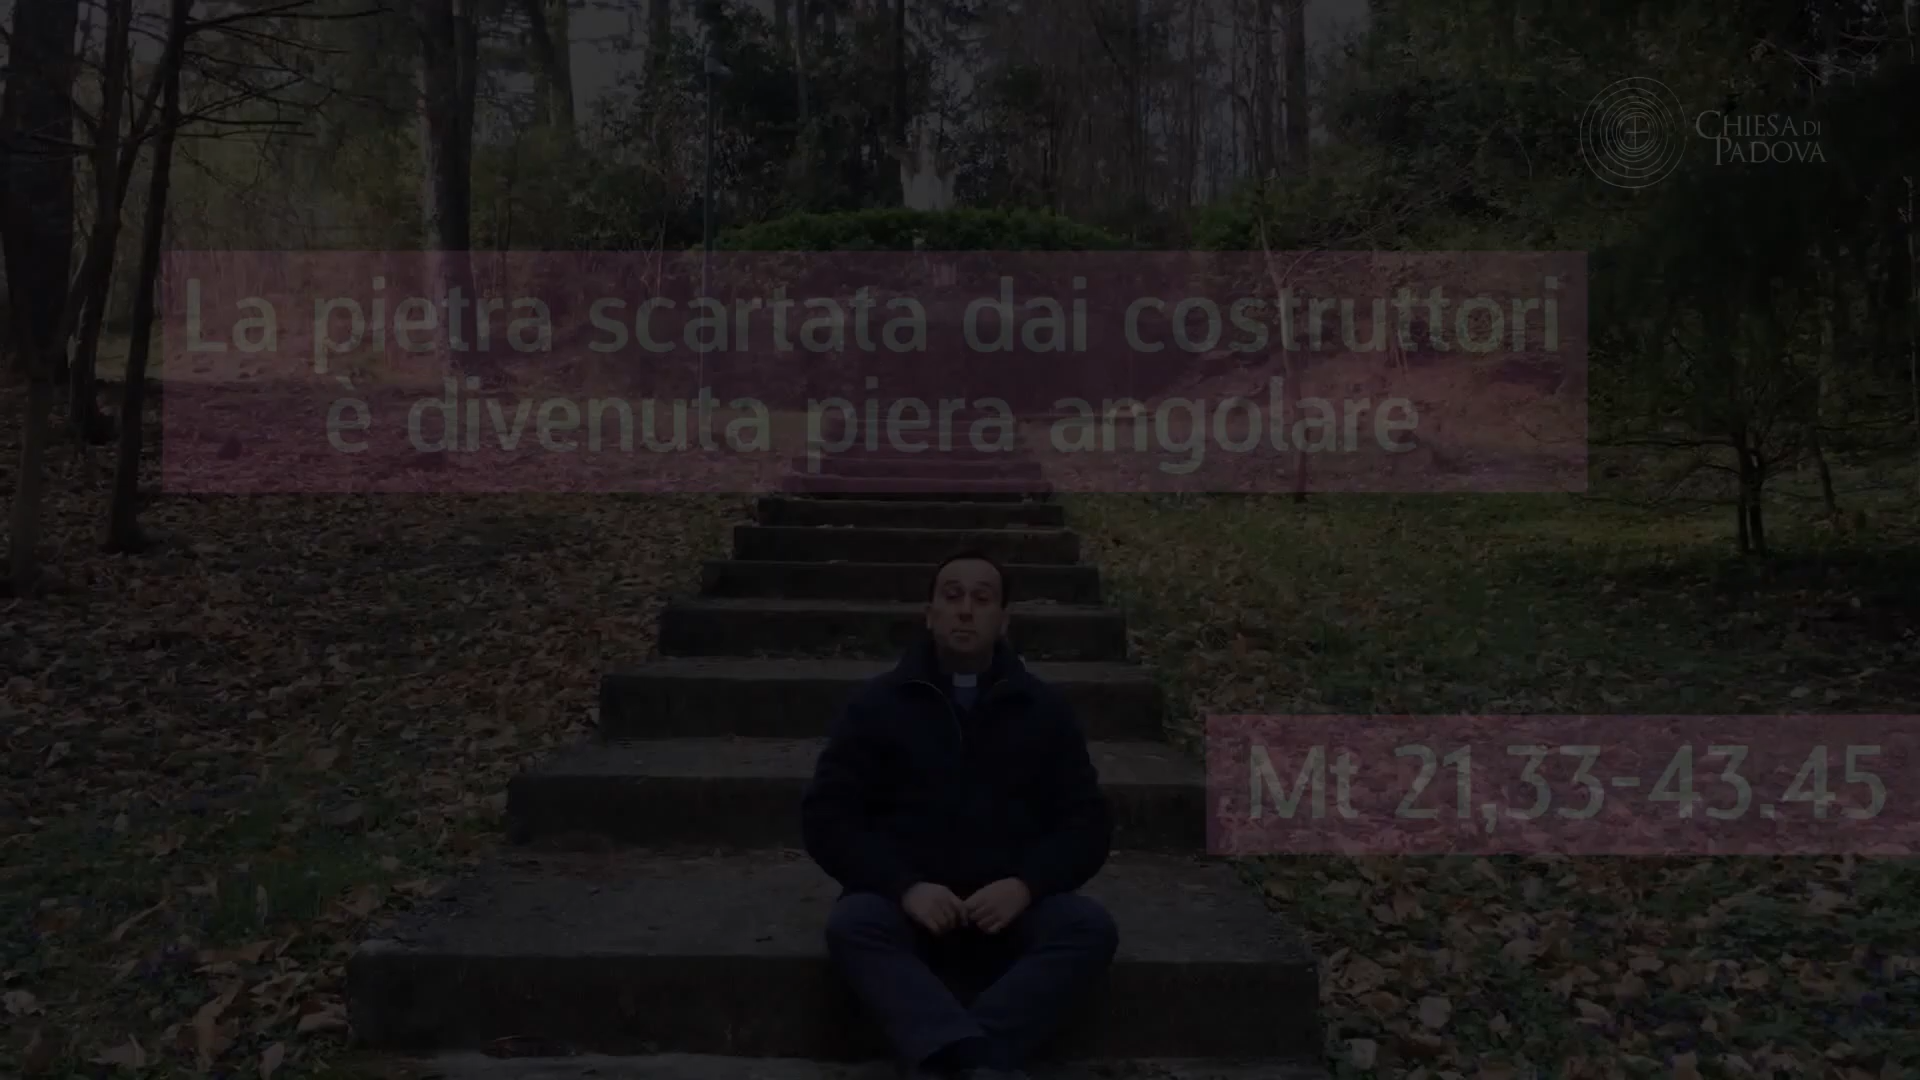 CHIESA DI
PADOVA
La pietra scartata dai costruttori
è divenuta piera angolare
Mt 21,33-43.45